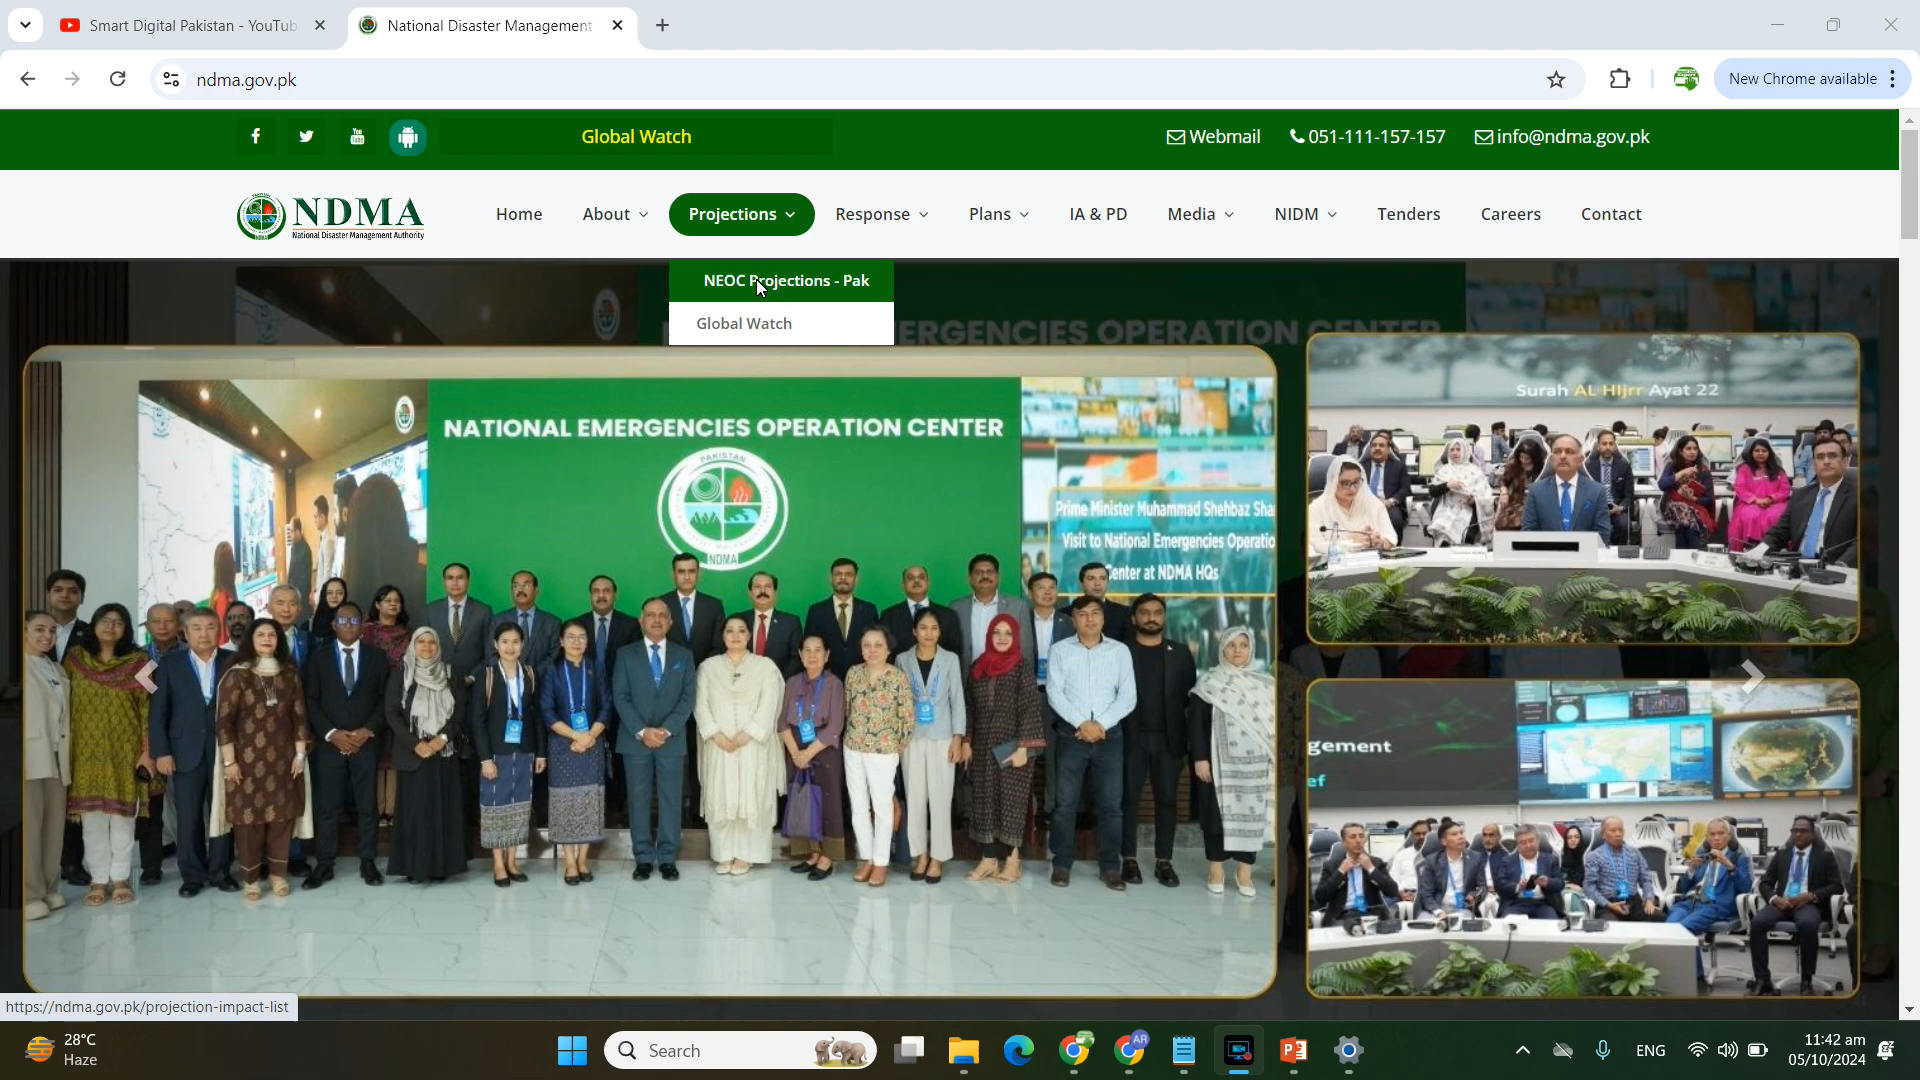 Smart Digital Pakistan - YouTub
National Disaster Management
ndma.gov.pk
New Chrome available
Global Watch
Webmail
051-111-157-157
info@ndma.gov.pk
NDMA
National Disaster Management Authority
Home
About
Projections
Response
Plans
IA & PD
Media
NIDM
Tenders
Careers
Contact
NEOC Projections - Pak
Global Watch
ERGENCIES OPERATION CENTER
NATIONAL EMERGENCIES OPERATION CENTER
PAKISTAN
NDMA
Prime Minister Muhammad Shehbaz Sha
Visit to National Emergencies Operatio
Center at NDMA HQs
Surah AL HIjrr Ayat 22
gement
ef
https://ndma.gov.pk/projection-impact-list
28°C
Haze
Search
AR
ENG
11:42 am
05/10/2024